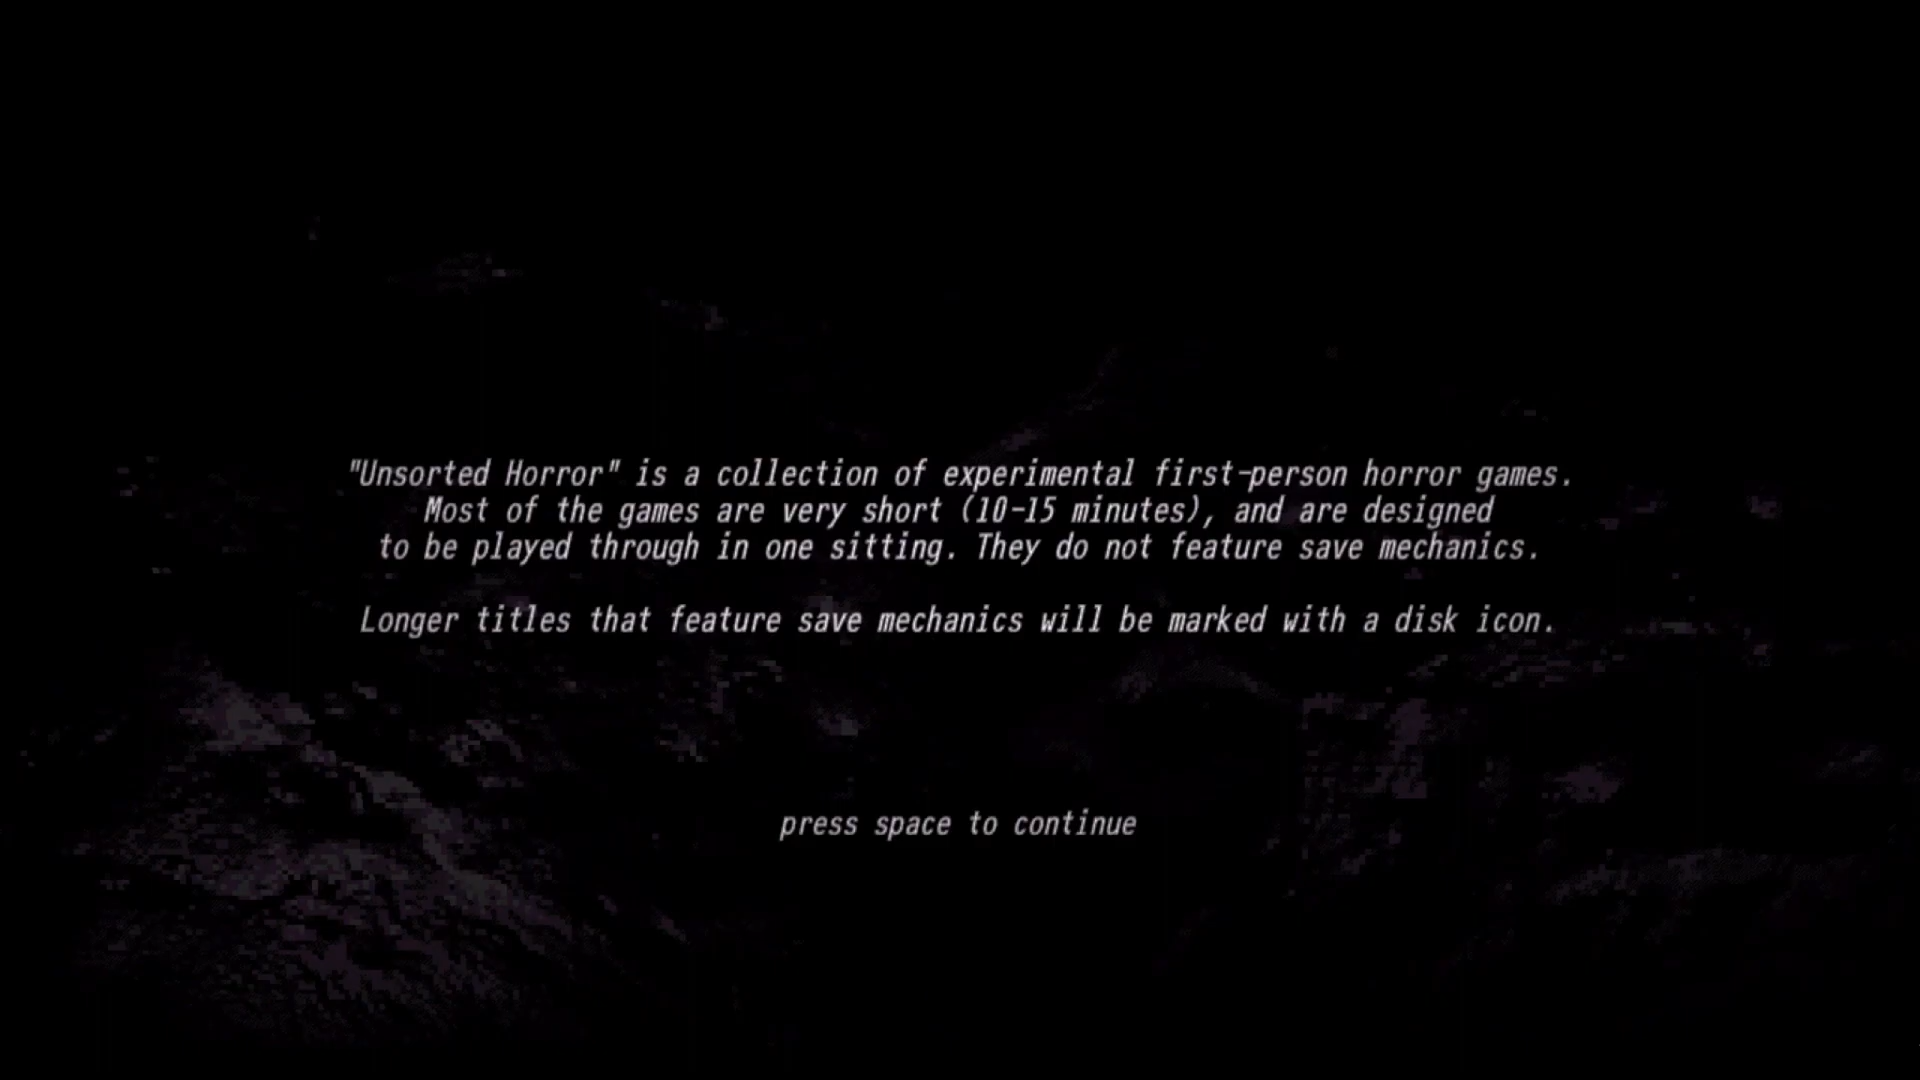 "Unsorted Horror" is a collection of experimental first-person horror games.
Most of the games are very short (10-15 minutes), and are designed
to be played through in one sitting. They do not feature save mechanics.
Longer titles that feature save mechanics will be marked with a disk icon.
press space to continue